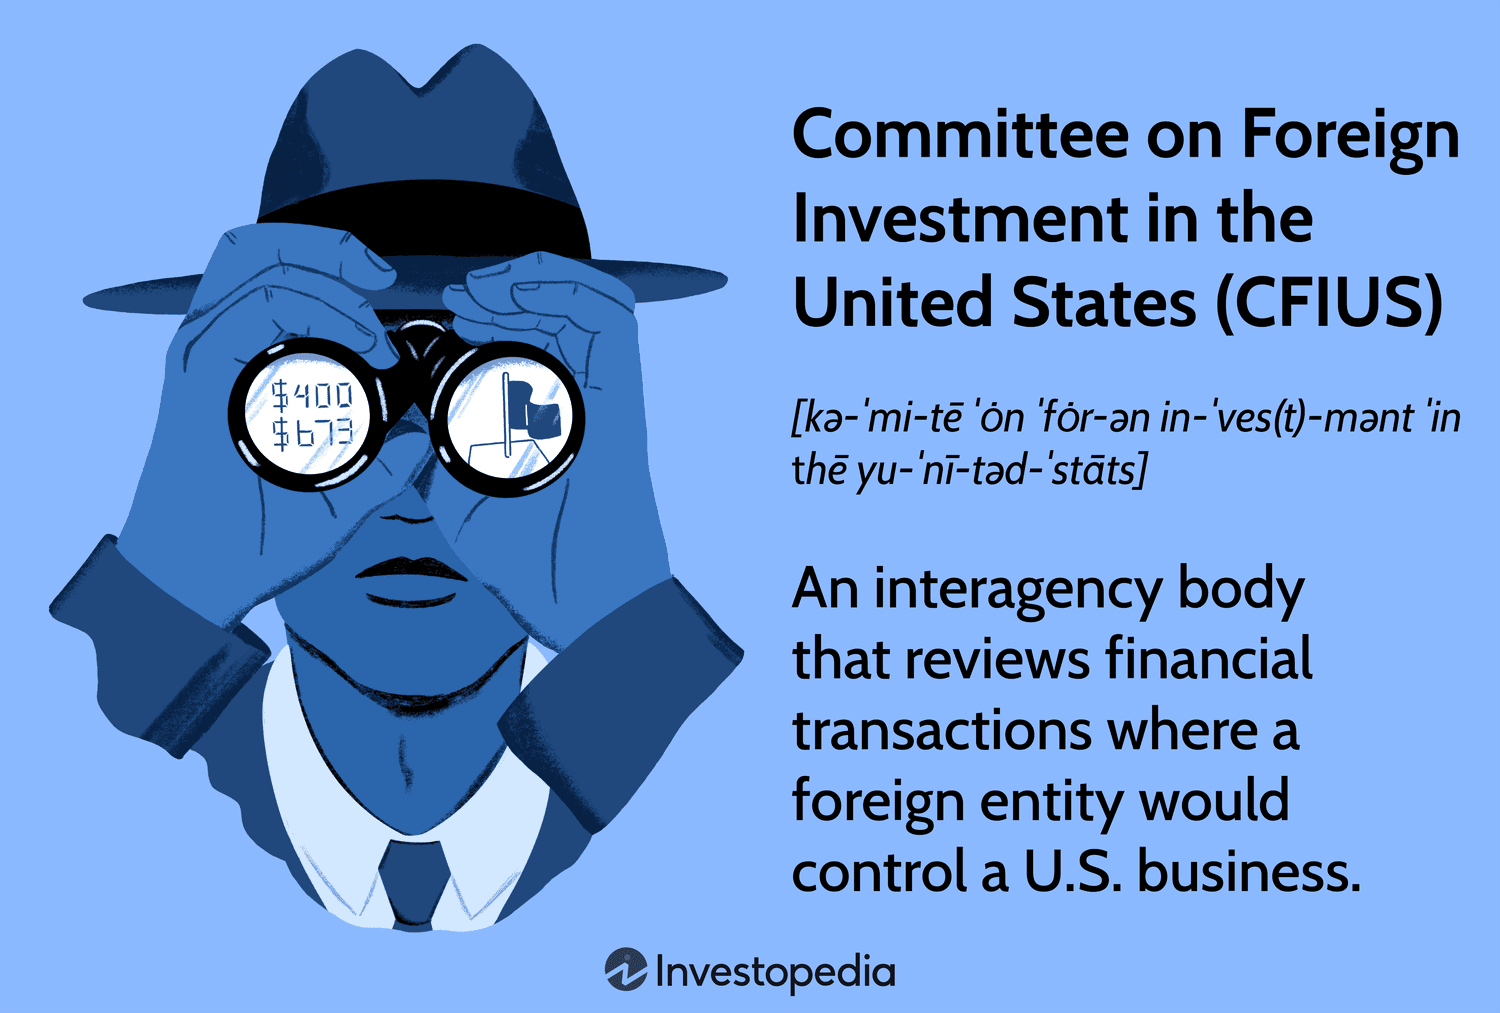 $400
$673
Committee on Foreign
Investment in the
United States (CFIUS)
[kə-ˈmi-tē ˈȯn ˈfȯr-ən in-ˈves(t)-mənt ˈin
thē yu-ˈnī-təd-ˈstāts]
An interagency body
that reviews financial
transactions where a
foreign entity would
control a U.S. business.
Investopedia